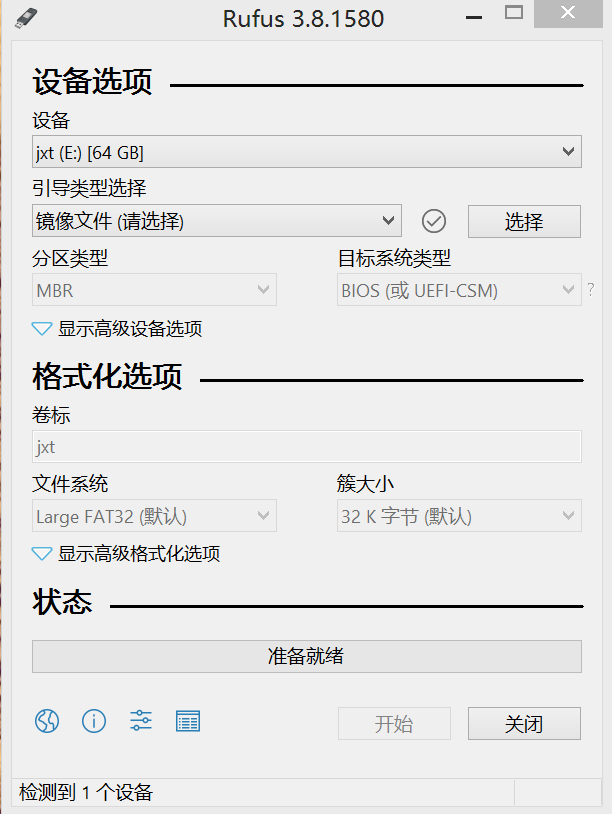 Rufus 3.8.1580
设备选项
设备
jxt (E:) [64 GB]
引导类型选择
镜像文件 (请选择)
选择
分区类型
目标系统类型
MBR
BIOS (或 UEFI-CSM)
?
显示高级设备选项
格式化选项
卷标
jxt
文件系统
簇大小
Large FAT32 (默认)
32 K 字节 (默认)
显示高级格式化选项
状态
准备就绪
开始
关闭
检测到 1 个设备